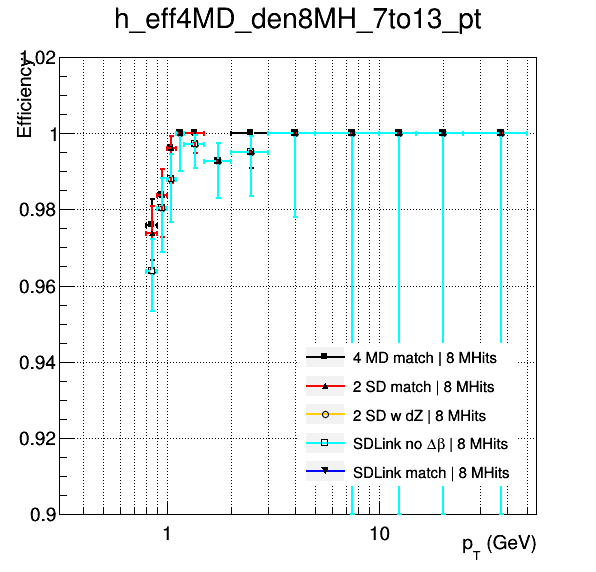 h_eff4MD_den8MH_7to13_pt
Efficiency
1.02
1
0.98
0.96
0.94
0.92
0.9
4 MD match | 8 MHits
2 SD match | 8 MHits
2 SD w dZ | 8 MHits
SDLink no Δβ | 8 MHits
SDLink match | 8 MHits
1
10
p_T (GeV)